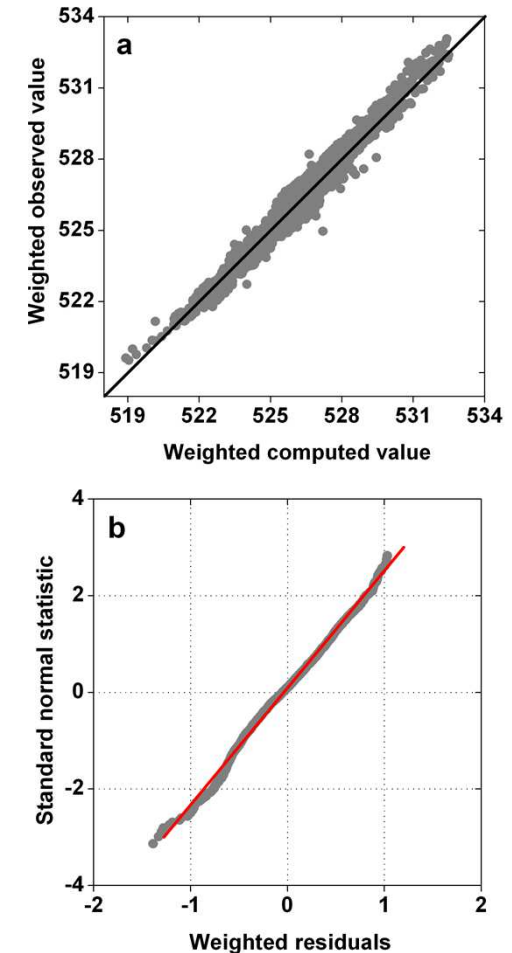 a
534
531
528
525
522
519
Weighted observed value
519 522 525 528 531 534
Weighted computed value
b
4
2
0
-2
-4
Standard normal statistic
-2 -1 0 1 2
Weighted residuals